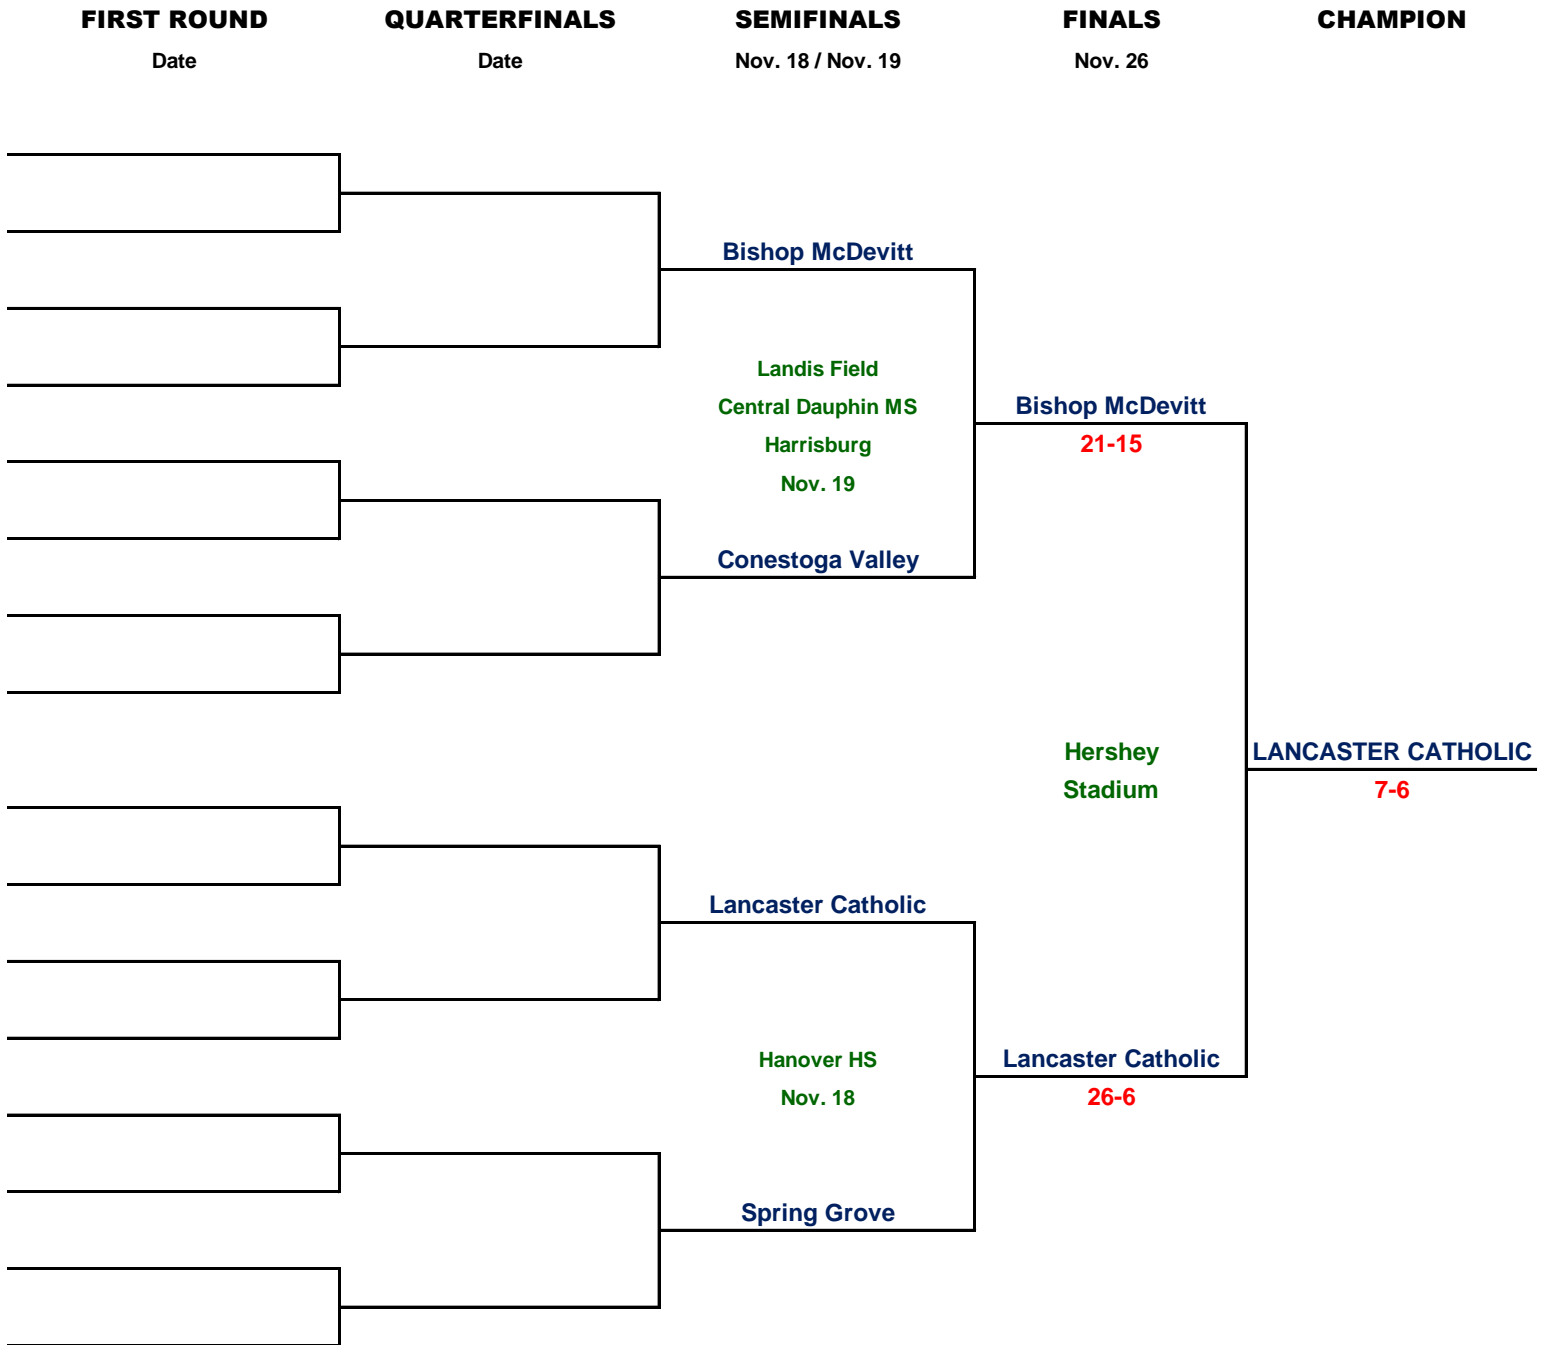 FIRST ROUND QUARTERFINALS SEMIFINALS FINALS CHAMPION
Date Date Nov. 18 / Nov. 19 Nov. 26
Bishop McDevitt
Landis Field
Central Dauphin MS
Harrisburg
Nov. 19
Conestoga Valley
Bishop McDevitt
21-15
Hershey
Stadium
LANCASTER CATHOLIC
7-6
Lancaster Catholic
Hanover HS
Nov. 18
Spring Grove
Lancaster Catholic
26-6